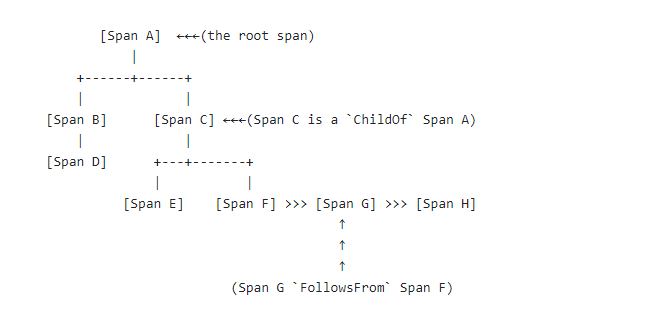 [Span A]  ←←←(the root span)
|
+------+------+
|             |
[Span B]      [Span C] ←←←(Span C is a `ChildOf` Span A)
|             |
[Span D]      +---+-------+
|           |
[Span E]    [Span F] >>> [Span G] >>> [Span H]
↑
↑
↑
(Span G `FollowsFrom` Span F)